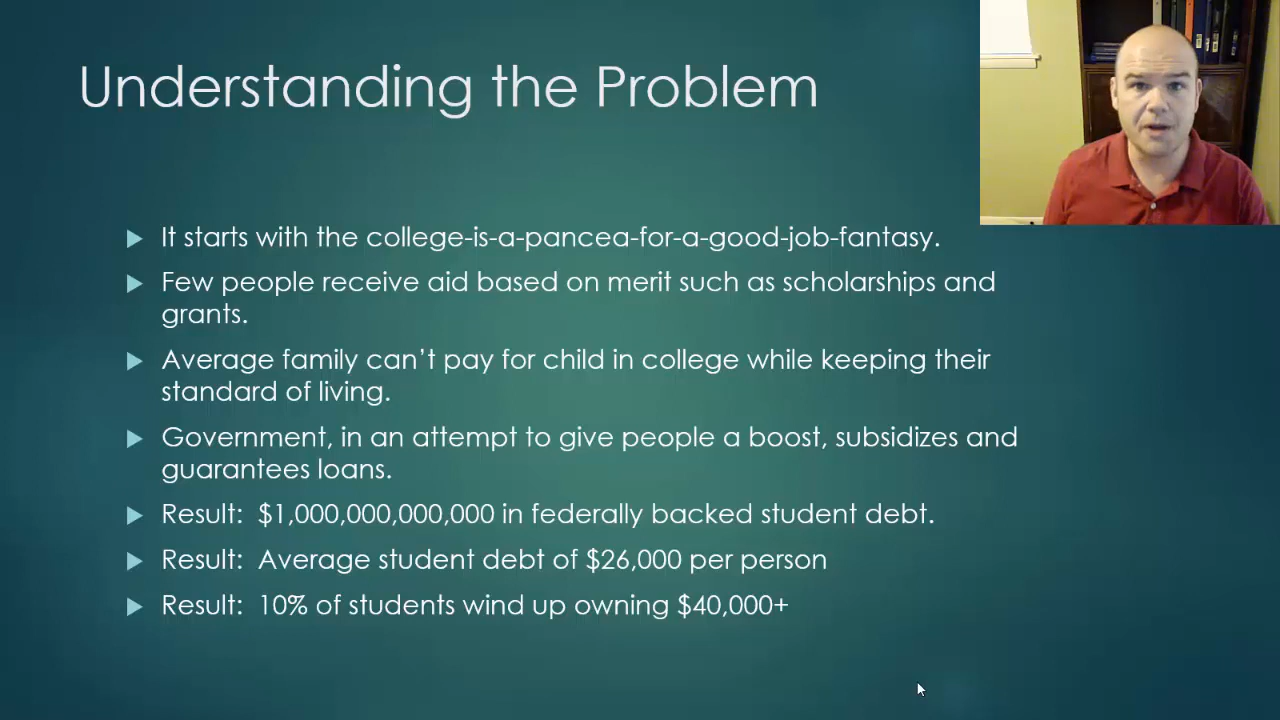 Understanding the Problem
It starts with the college-is-a-pancea-for-a-good-job-fantasy.
Few people receive aid based on merit such as scholarships and
grants.
Average family can't pay for child in college while keeping their
standard of living.
Government, in an attempt to give people a boost, subsidizes and
guarantees loans.
Result:  $1,000,000,000,000 in federally backed student debt.
Result:  Average student debt of $26,000 per person
Result:  10% of students wind up owning $40,000+